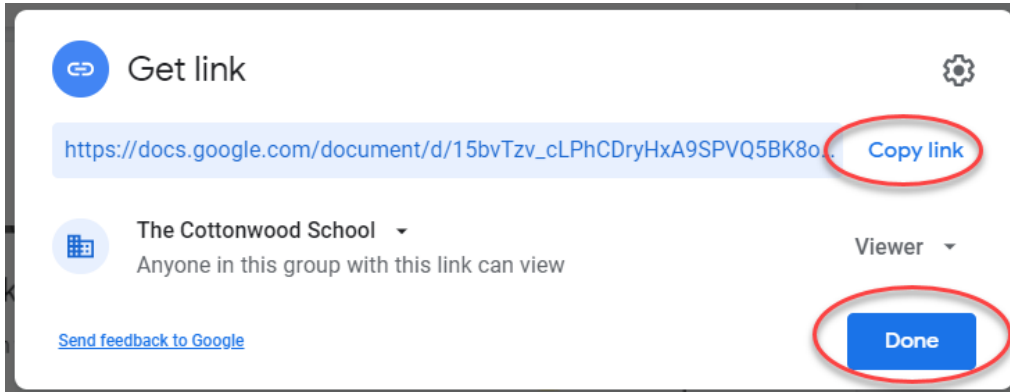 Get link
https://docs.google.com/document/d/15bvTzv_cLPhCDryHxA9SPVQ5BK8o...
Copy link
The Cottonwood School
Anyone in this group with this link can view
Viewer
Send feedback to Google
Done